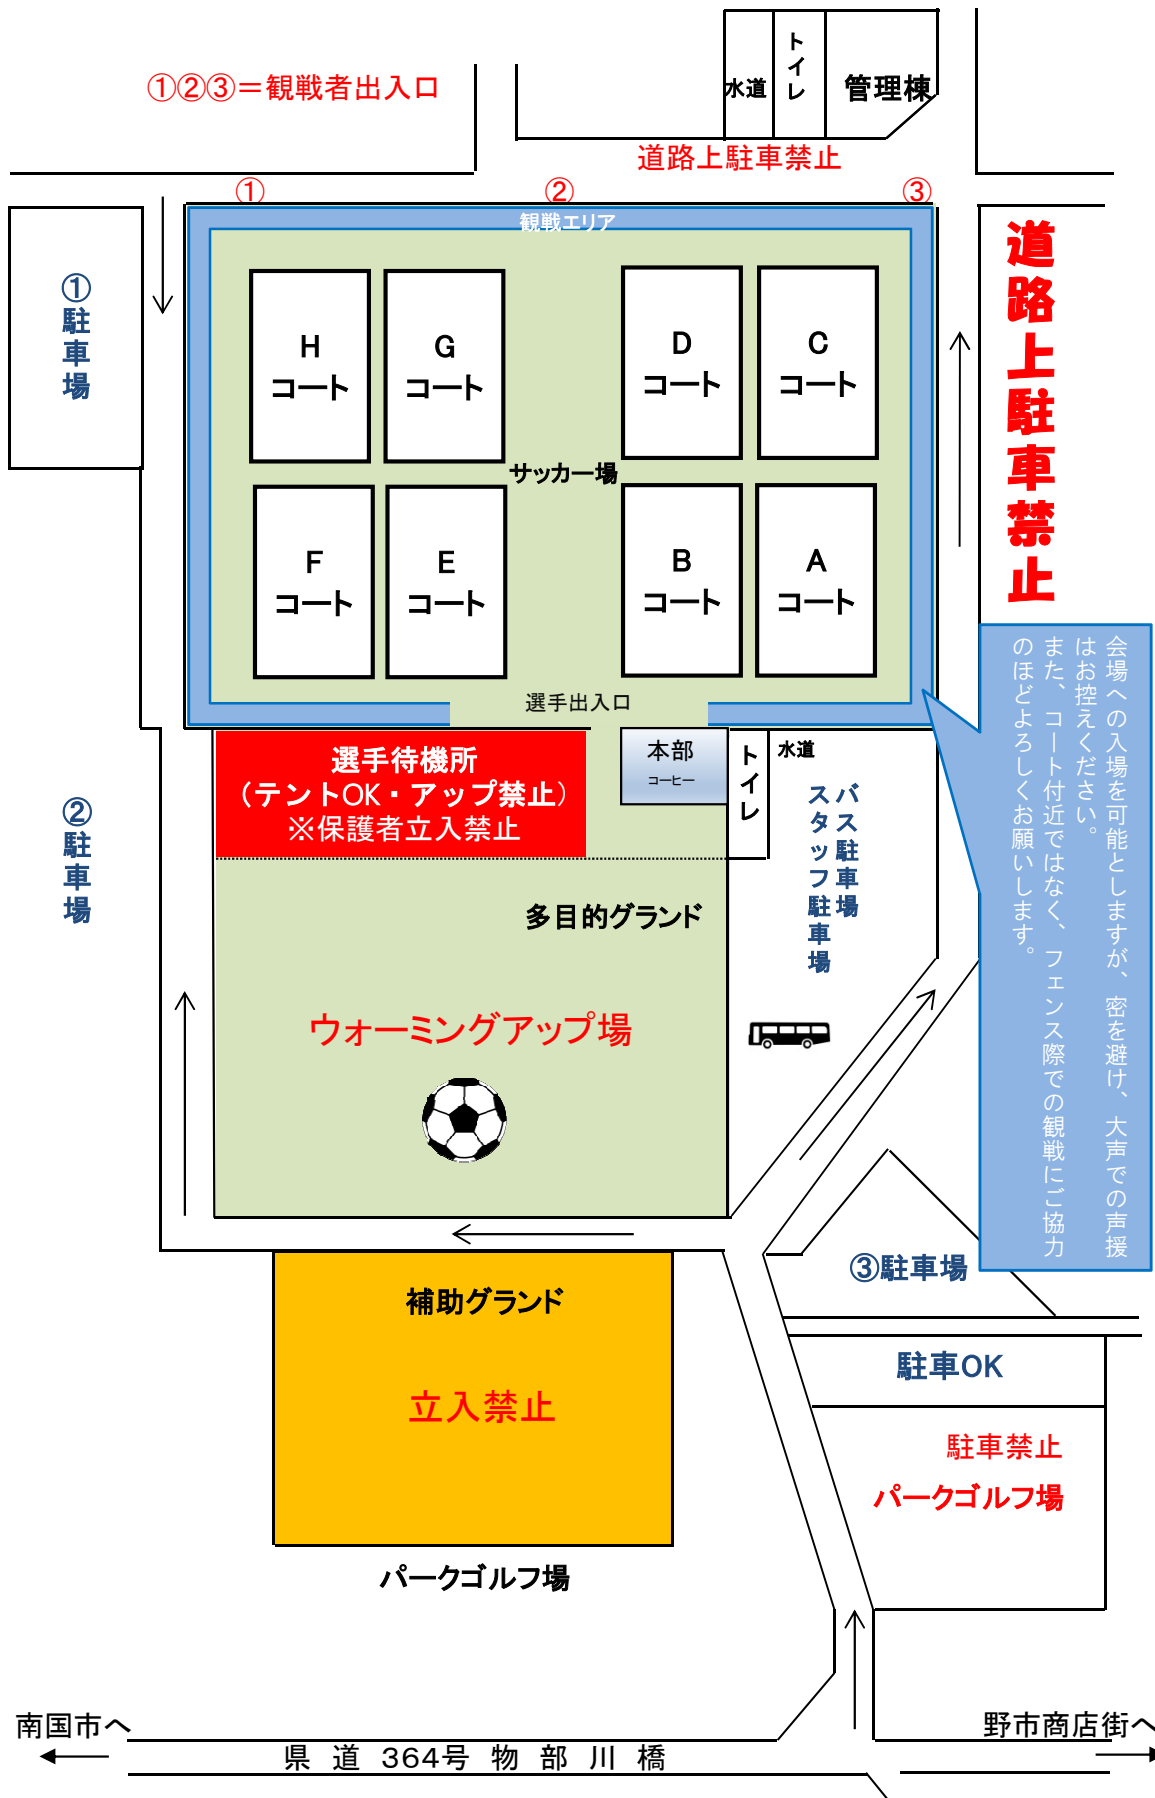 ①②③＝観戦者出入口
水道
トイレ
管理棟
道路上駐車禁止
①
②
③
観戦エリア
①駐車場
H
コート
G
コート
D
コート
C
コート
道路上駐車禁止
サッカー場
F
コート
E
コート
B
コート
A
コート
会場への入場を可能としますが、密を避け、大声での声援
はお控えください。
また、コート付近ではなく、フェンス際での観戦にご協力
のほどよろしくお願いします。
選手出入口
選手待機所
（テントOK・アップ禁止）
※保護者立入禁止
本部
コーヒー
トイレ
水道
バス駐車場
スタッフ駐車場
②駐車場
多目的グランド
ウォーミングアップ場
③駐車場
補助グランド
立入禁止
駐車OK
駐車禁止
パークゴルフ場
パークゴルフ場
南国市へ
野市商店街へ
県道364号物部川橋